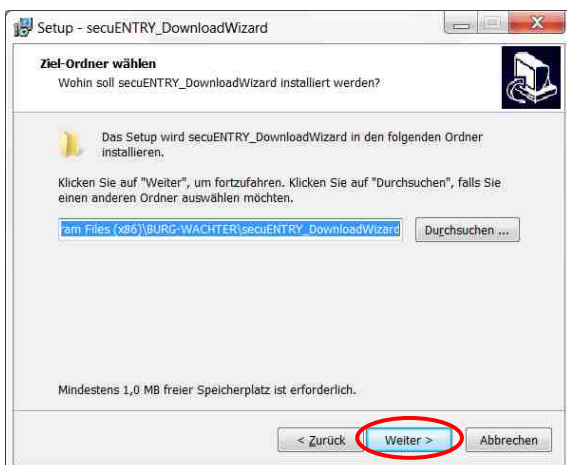 Setup - secuENTRY_DownloadWizard
Ziel-Ordner wählen
Wohin soll secuENTRY_DownloadWizard installiert werden?
Das Setup wird secuENTRY_DownloadWizard in den folgenden Ordner
installieren.
Klicken Sie auf "Weiter", um fortzufahren. Klicken Sie auf "Durchsuchen", falls Sie
einen anderen Ordner auswählen möchten.
ram Files (x86)\BURG-WACHTER\secuENTRY_DownloadWizard
Durchsuchen ...
Mindestens 1,0 MB freier Speicherplatz ist erforderlich.
< Zurück Weiter > Abbrechen